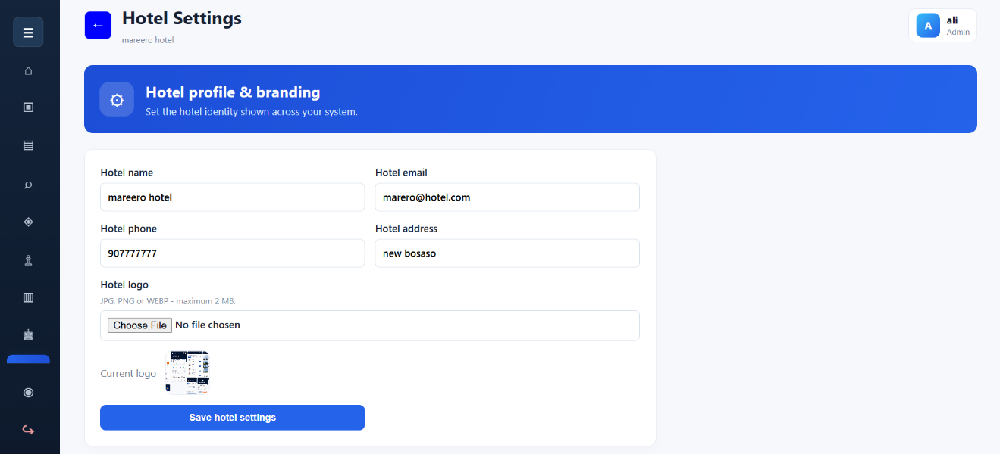 Hotel Settings
mareero hotel
A
ali
Admin
Hotel profile & branding
Set the hotel identity shown across your system.
Hotel name
Hotel email
mareero hotel
marero@hotel.com
Hotel phone
Hotel address
907777777
new bosaso
Hotel logo
JPG, PNG or WEBP - maximum 2 MB.
Choose File No file chosen
Current logo
Save hotel settings